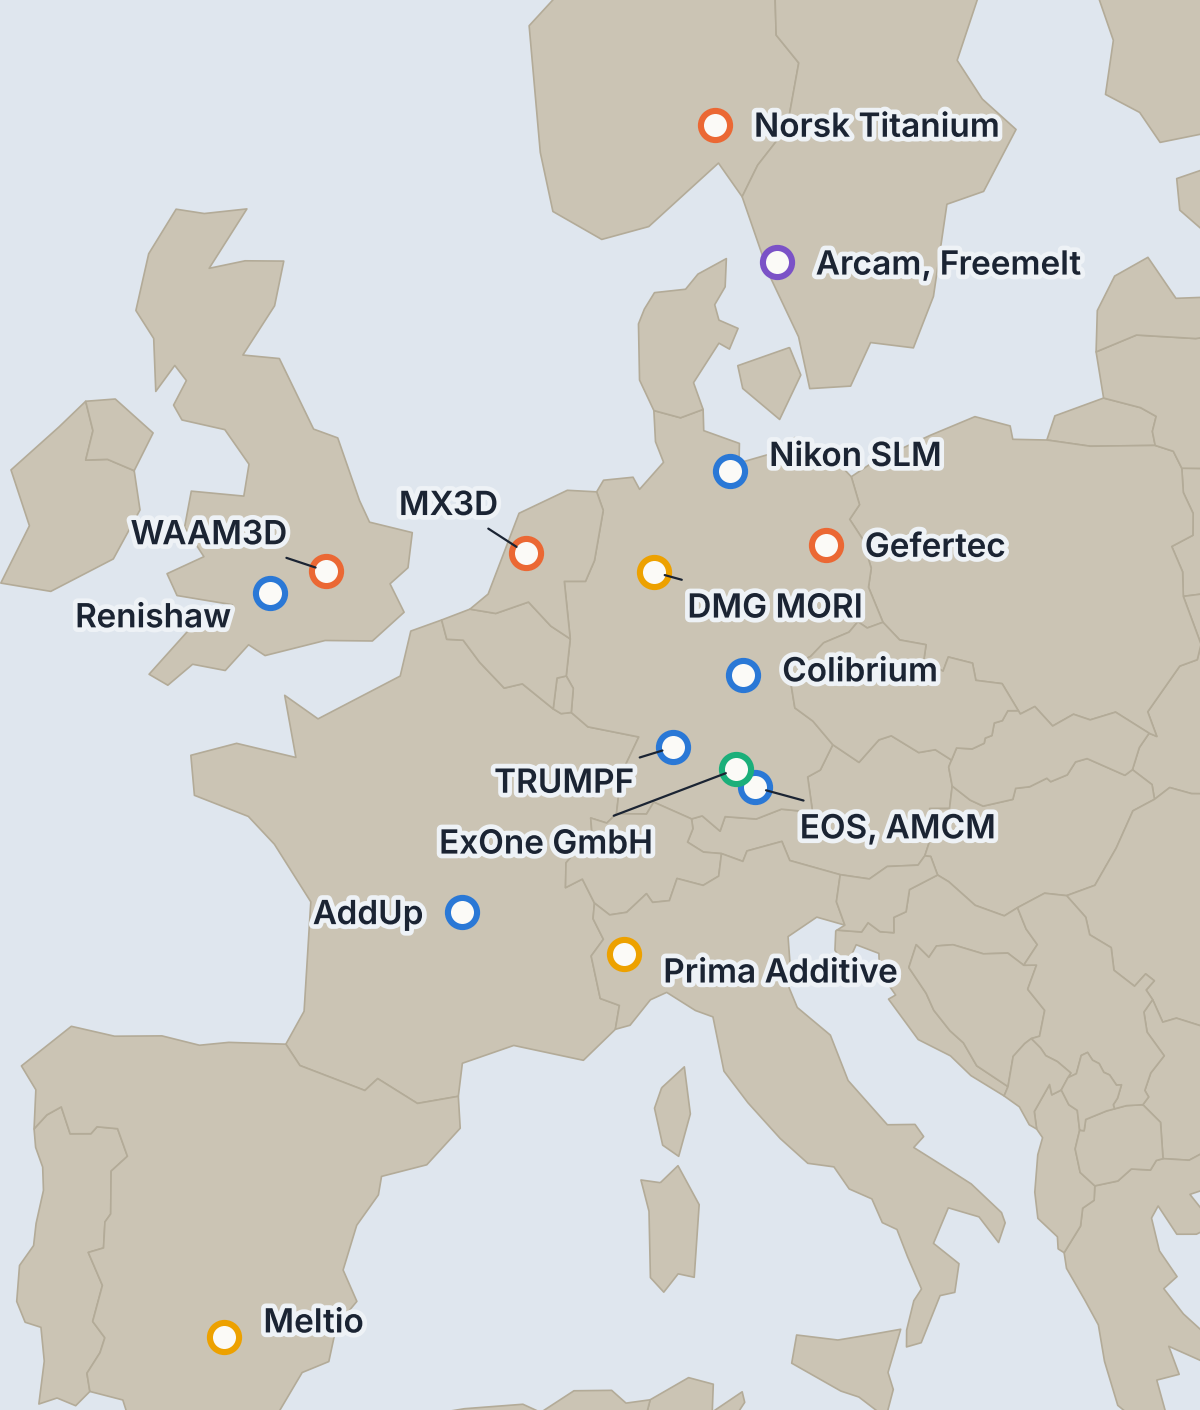 Norsk Titanium
Arcam, Freemelt
Nikon SLM
MX3D
WAAM3D
Gefertec
DMG MORI
Renishaw
Colibrium
TRUMPF
EOS, AMCM
ExOne GmbH
AddUp
Prima Additive
Meltio